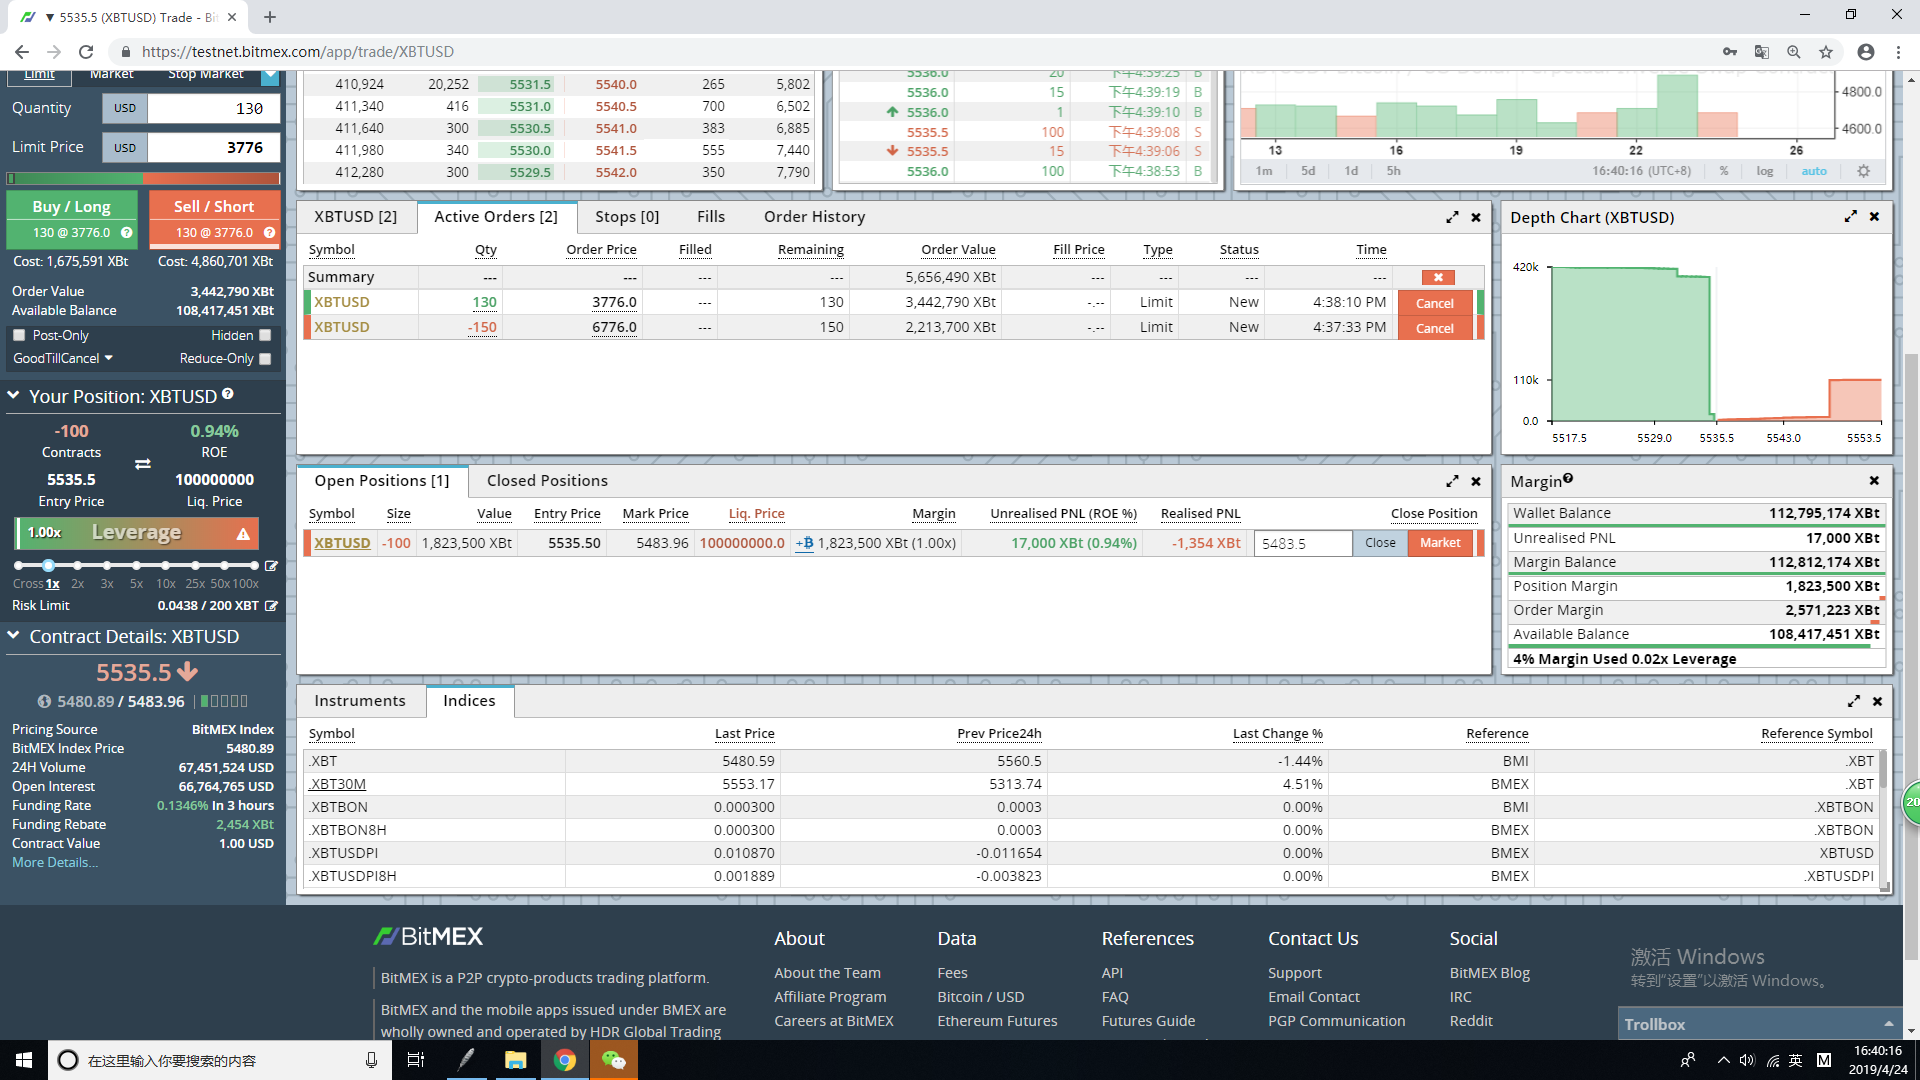 ▼ 5535.5 (XBTUSD) Trade - Bi
https://testnet.bitmex.com/app/trade/XBTUSD
Limit Market Stop Market
Quantity USD 130
Limit Price USD 3776
Buy / Long
130 @ 3776.0
Sell / Short
130 @ 3776.0
Cost: 1,675,591 XBt Cost: 4,860,701 XBt
Order Value 3,442,790 XBt
Available Balance 108,417,451 XBt
Post-Only Hidden
GoodTillCancel Reduce-Only
Your Position: XBTUSD
-100 0.94%
Contracts ROE
5535.5 100000000
Entry Price Liq. Price
1.00x Leverage
Cross 1x 2x 3x 5x 10x 25x 50x 100x
Risk Limit 0.0438 / 200 XBT
Contract Details: XBTUSD
5535.5
5480.89 / 5483.96
Pricing Source BitMEX Index
BitMEX Index Price 5480.89
24H Volume 67,451,524 USD
Open Interest 66,764,765 USD
Funding Rate 0.1346% In 3 hours
Funding Rebate 2,454 XBt
Contract Value 1.00 USD
More Details...
410,924 20,252 5531.5 5540.0 265 5,802
411,340 416 5531.0 5540.5 700 6,502
411,640 300 5530.5 5541.0 383 6,885
411,980 340 5530.0 5541.5 555 7,440
412,280 300 5529.5 5542.0 350 7,790
5536.0 20 下午4:39:25 B
5536.0 15 下午4:39:19 B
5536.0 1 下午4:39:10 B
5535.5 100 下午4:39:08 S
5535.5 15 下午4:39:06 S
5536.0 100 下午4:38:53 B
4800.0
4600.0
13 16 19 22 26
1m 5d 1d 5h 16:40:16 (UTC+8) % log auto
XBTUSD [2] Active Orders [2] Stops [0] Fills Order History
Symbol Qty Order Price Filled Remaining Order Value Fill Price Type Status Time
Summary --- --- --- --- 5,656,490 XBt --- --- --- ---
XBTUSD 130 3776.0 --- 130 3,442,790 XBt -.-- Limit New 4:38:10 PM Cancel
XBTUSD -150 6776.0 --- 150 2,213,700 XBt -.-- Limit New 4:37:33 PM Cancel
Depth Chart (XBTUSD)
420k
110k
0.0
5517.5 5529.0 5535.5 5543.0 5553.5
Open Positions [1] Closed Positions
Symbol Size Value Entry Price Mark Price Liq. Price Margin Unrealised PNL (ROE %) Realised PNL Close Position
XBTUSD -100 1,823,500 XBt 5535.50 5483.96 100000000.0 1,823,500 XBt (1.00x) 17,000 XBt (0.94%) -1,354 XBt 5483.5 Close Market
Margin
Wallet Balance 112,795,174 XBt
Unrealised PNL 17,000 XBt
Margin Balance 112,812,174 XBt
Position Margin 1,823,500 XBt
Order Margin 2,571,223 XBt
Available Balance 108,417,451 XBt
4% Margin Used 0.02x Leverage
Instruments Indices
Symbol Last Price Prev Price24h Last Change % Reference Reference Symbol
.XBT 5480.59 5560.5 -1.44% BMI .XBT
.XBT30M 5553.17 5313.74 4.51% BMEX .XBT
.XBTBON 0.000300 0.0003 0.00% BMI .XBTBON
.XBTBON8H 0.000300 0.0003 0.00% BMEX .XBTBON
.XBTUSDPI 0.010870 -0.011654 0.00% BMEX XBTUSD
.XBTUSDPI8H 0.001889 -0.003823 0.00% BMEX .XBTUSDPI
20
BitMEX
BitMEX is a P2P crypto-products trading platform.
BitMEX and the mobile apps issued under BMEX are
wholly owned and operated by HDR Global Trading
About
About the Team
Affiliate Program
Careers at BitMEX
Data
Fees
Bitcoin / USD
Ethereum Futures
References
API
FAQ
Futures Guide
Contact Us
Support
Email Contact
PGP Communication
Social
BitMEX Blog
IRC
Reddit
激活 Windows
转到"设置"以激活 Windows。
Trollbox
在这里输入你要搜索的内容
英 M
16:40:16
2019/4/24